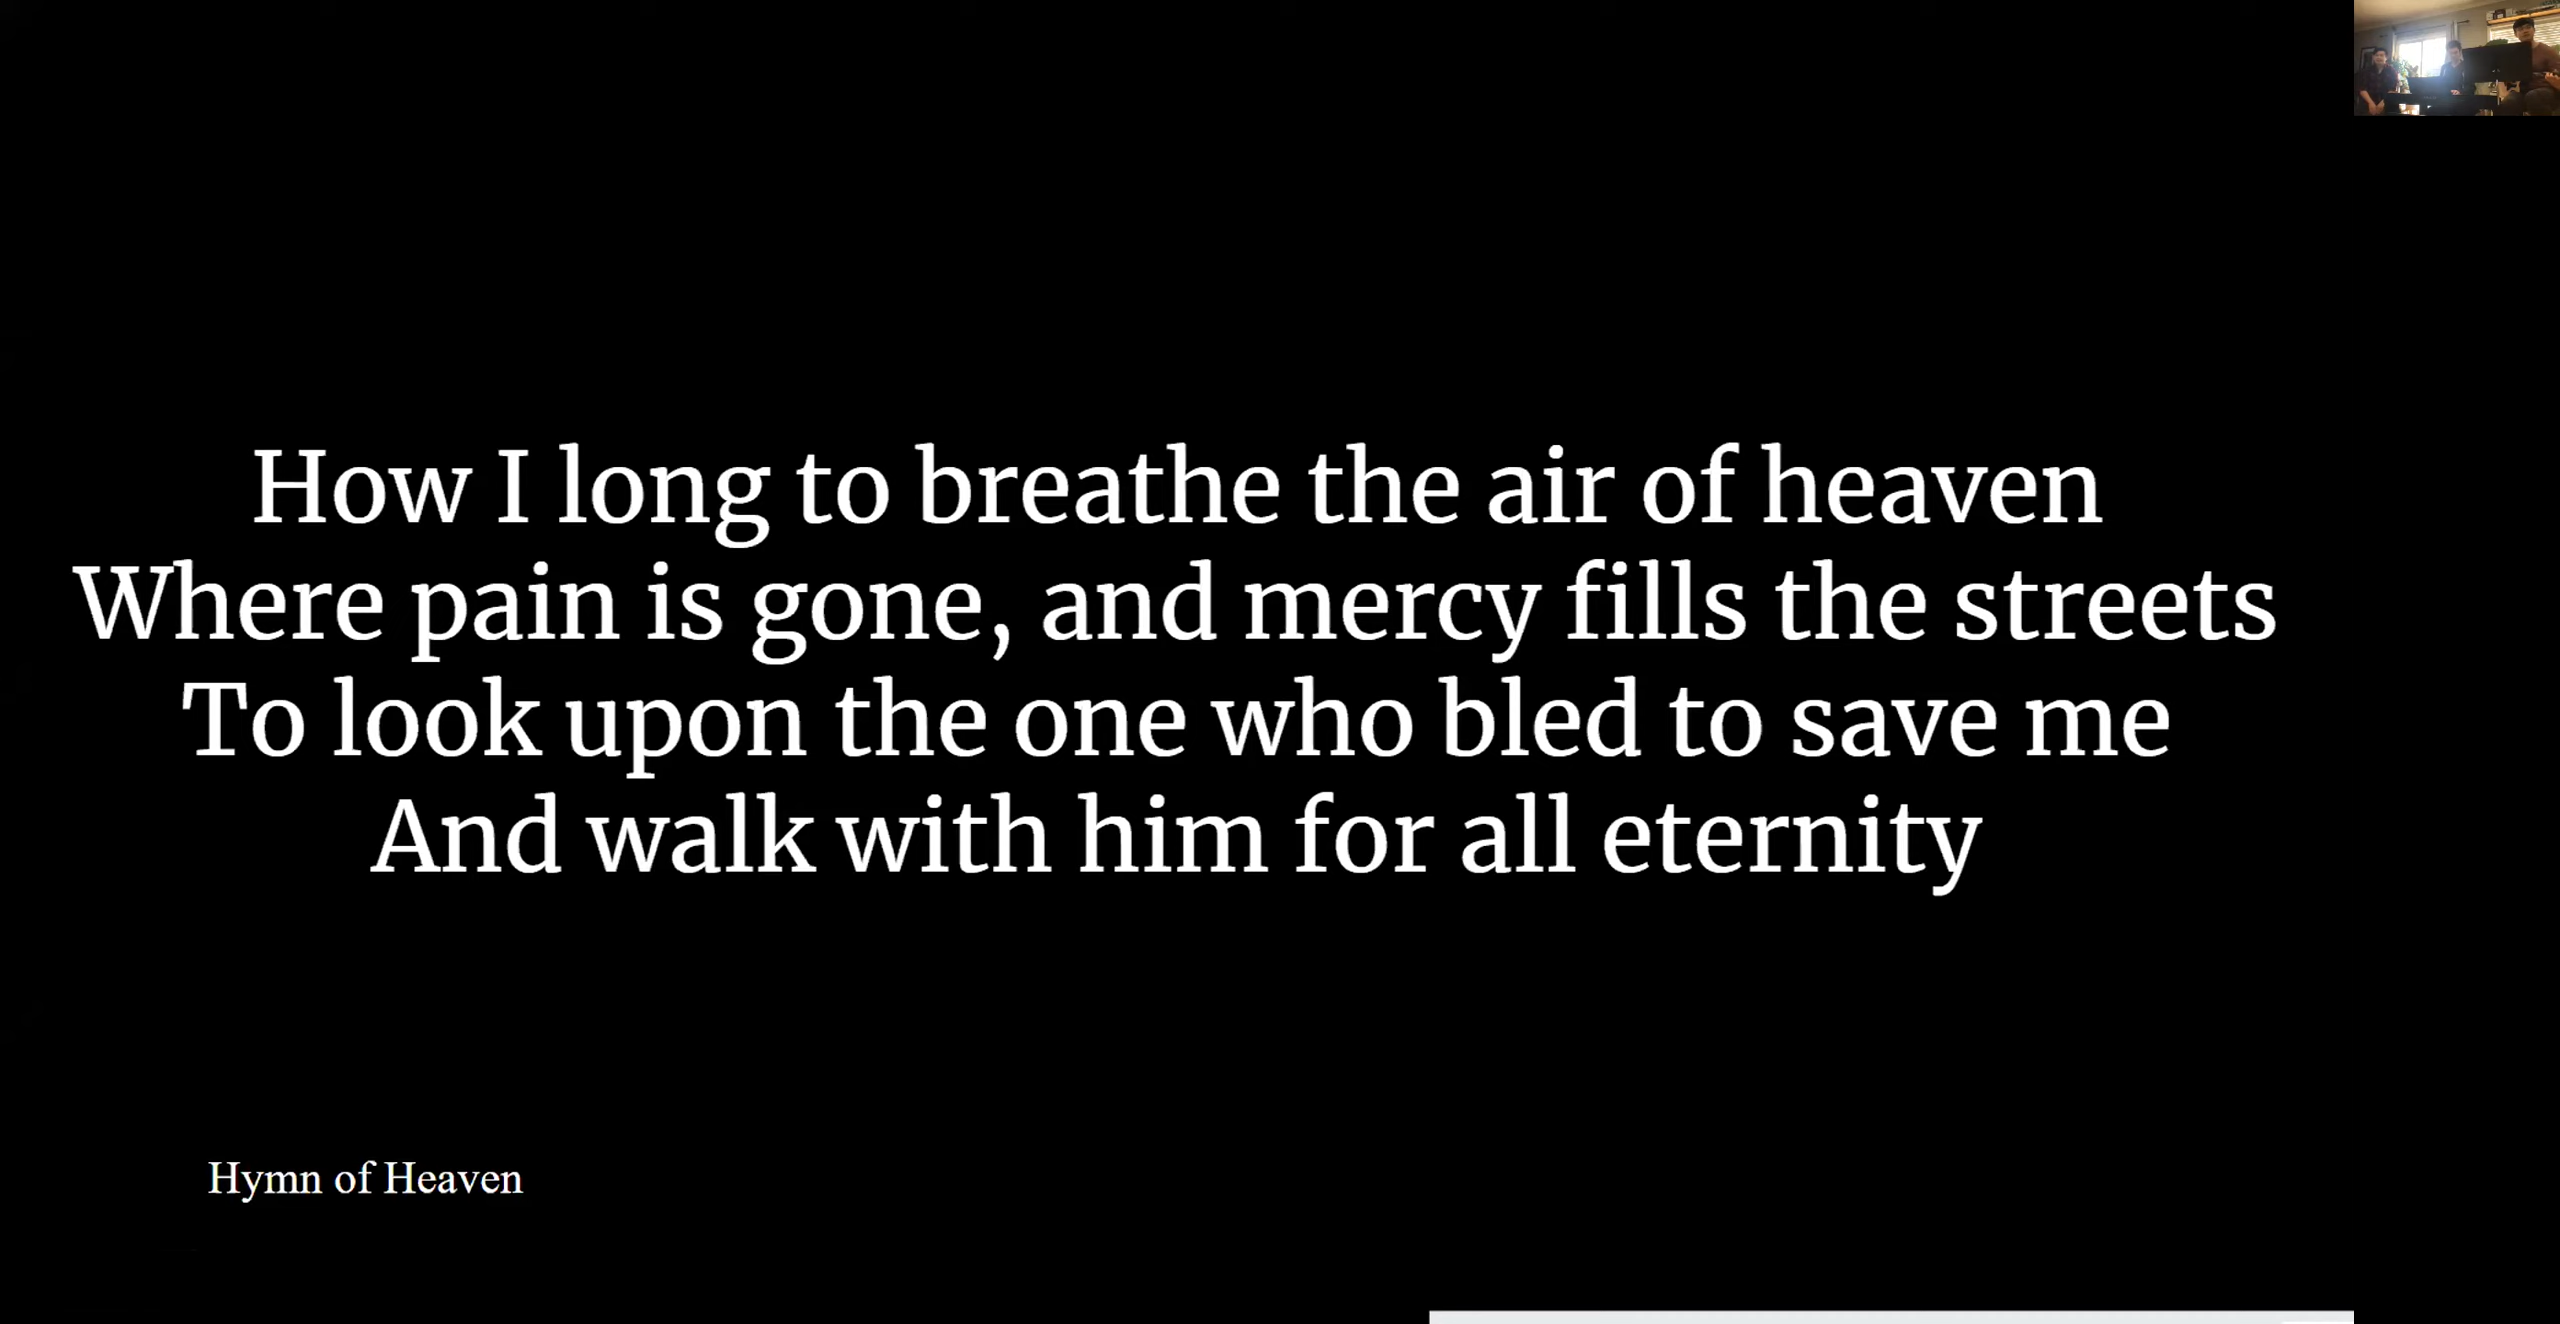 How I long to breathe the air of heaven
Where pain is gone, and mercy fills the streets
To look upon the one who bled to save me
And walk with him for all eternity
Hymn of Heaven